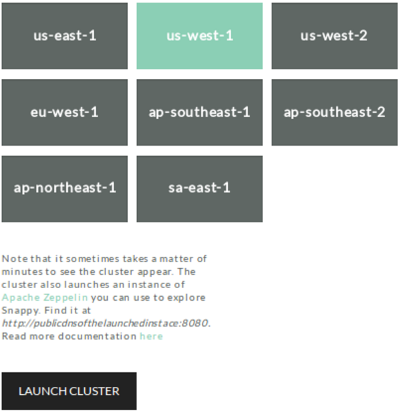 us-east-1
us-west-1
us-west-2
eu-west-1
ap-southeast-1
ap-southeast-2
ap-northeast-1
sa-east-1
Note that it sometimes takes a matter of
minutes to see the cluster appear. The
cluster also launches an instance of
Apache Zeppelin you can use to explore
Snappy. Find it at
http://publicdnsofthelaunchedinstace:8080.
Read more documentation here
LAUNCH CLUSTER